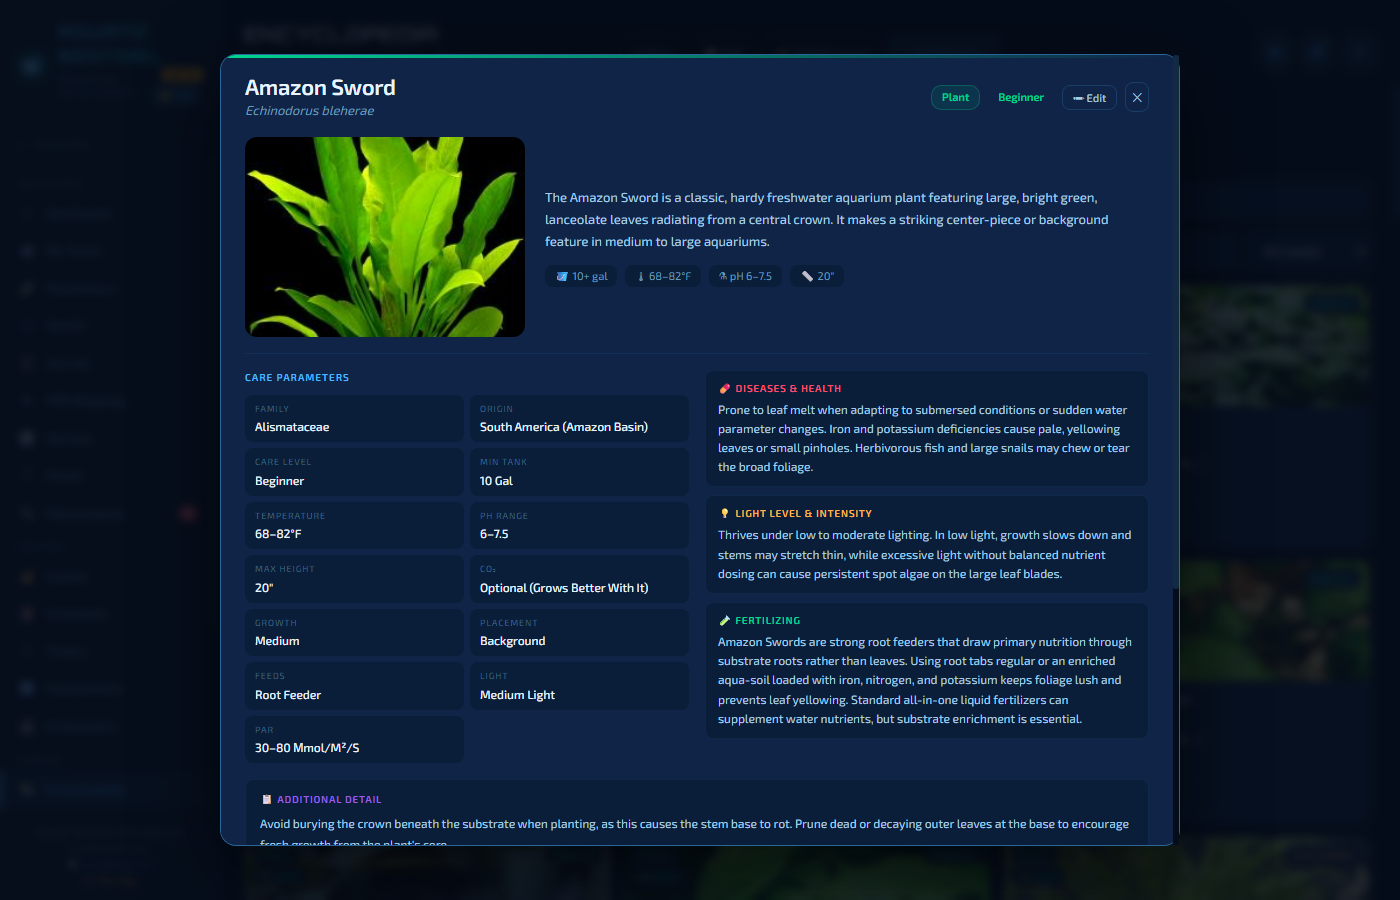 ENCYCLOPEDIA
Amazon Sword
Echinodorus bleherae
Plant
Beginner
Edit
The Amazon Sword is a classic, hardy freshwater aquarium plant featuring large, bright green,
lanceolate leaves radiating from a central crown. It makes a striking center-piece or background
feature in medium to large aquariums.
10+ gal
68–82°F
pH 6–7.5
20"
CARE PARAMETERS
FAMILY
Alismataceae
ORIGIN
South America (Amazon Basin)
CARE LEVEL
Beginner
MIN TANK
10 Gal
TEMPERATURE
68–82°F
PH RANGE
6–7.5
MAX HEIGHT
20"
CO₂
Optional (Grows Better With It)
GROWTH
Medium
PLACEMENT
Background
FEEDS
Root Feeder
LIGHT
Medium Light
PAR
30–80 Mmol/M²/S
DISEASES & HEALTH
Prone to leaf melt when adapting to submersed conditions or sudden water
parameter changes. Iron and potassium deficiencies cause pale, yellowing
leaves or small pinholes. Herbivorous fish and large snails may chew or tear
the broad foliage.
LIGHT LEVEL & INTENSITY
Thrives under low to moderate lighting. In low light, growth slows down and
stems may stretch thin, while excessive light without balanced nutrient
dosing can cause persistent spot algae on the large leaf blades.
FERTILIZING
Amazon Swords are strong root feeders that draw primary nutrition through
substrate roots rather than leaves. Using root tabs regular or an enriched
aqua-soil loaded with iron, nitrogen, and potassium keeps foliage lush and
prevents leaf yellowing. Standard all-in-one liquid fertilizers can
supplement water nutrients, but substrate enrichment is essential.
ADDITIONAL DETAIL
Avoid burying the crown beneath the substrate when planting, as this causes the stem base to rot. Prune dead or decaying outer leaves at the base to encourage
fresh growth from the plant's core.